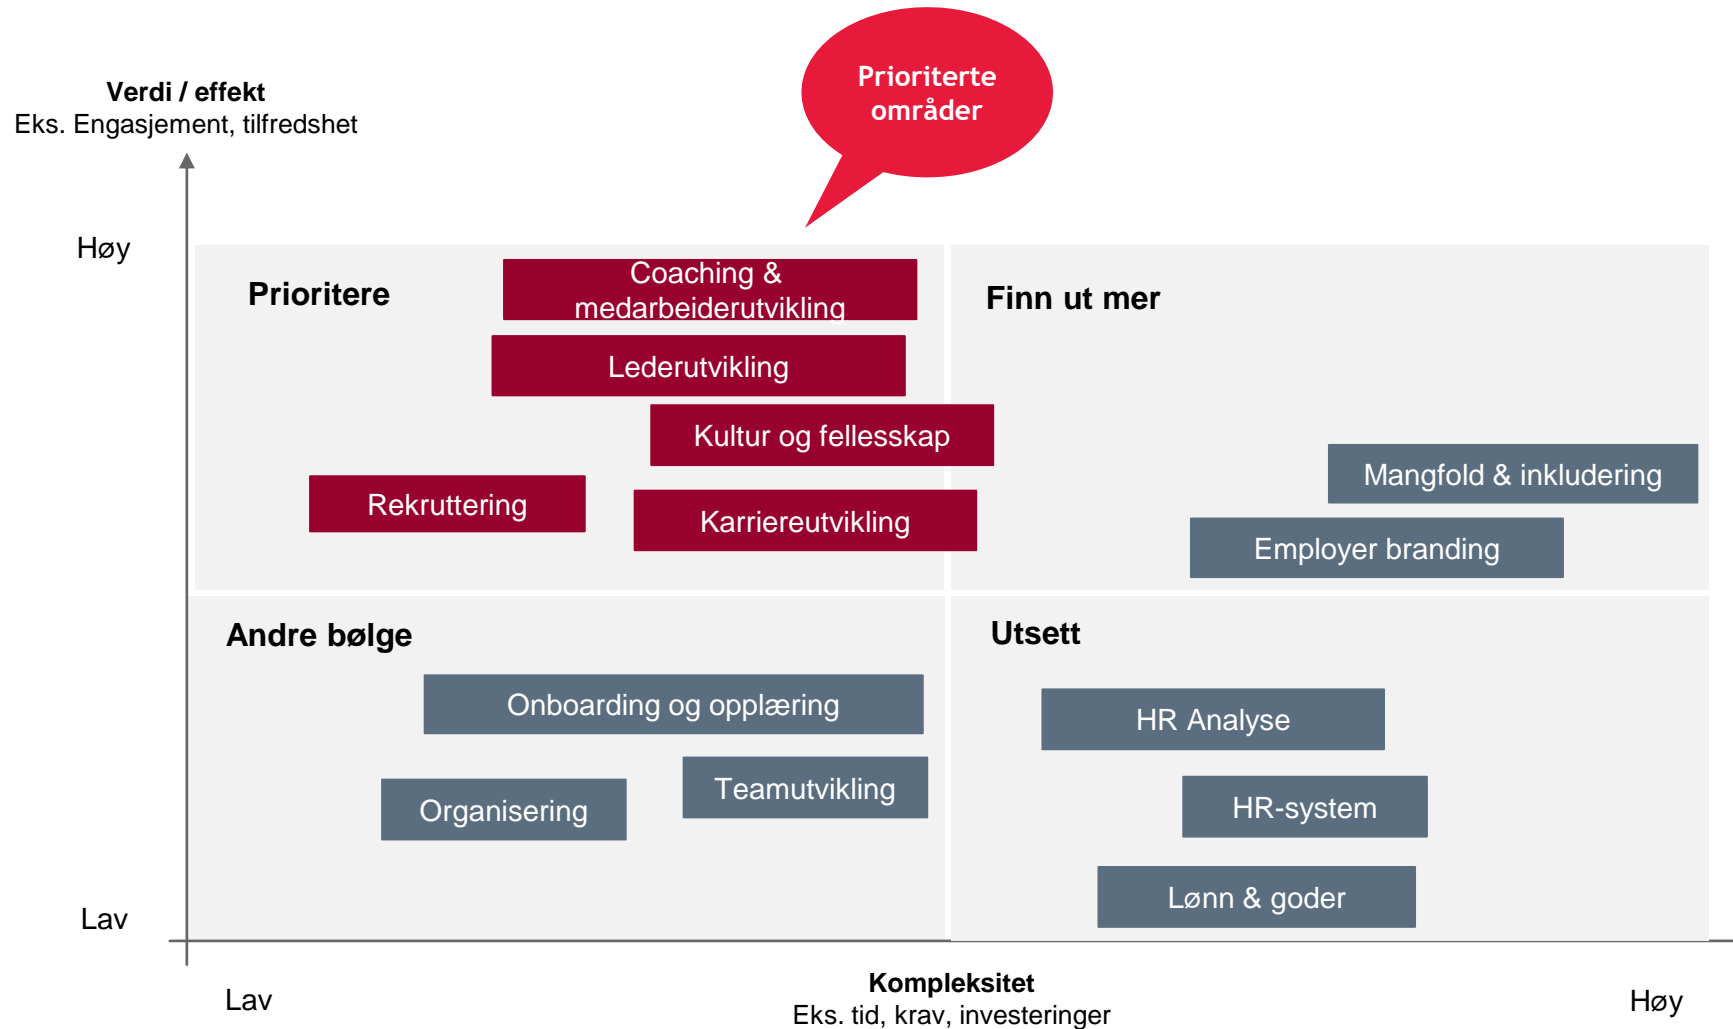 Prioriterte
områder
Verdi / effekt
Eks. Engasjement, tilfredshet
Høy
Prioritere
Coaching &
medarbeiderutvikling
Lederutvikling
Kultur og fellesskap
Rekruttering
Karriereutvikling
Finn ut mer
Mangfold & inkludering
Employer branding
Andre bølge
Onboarding og opplæring
Teamutvikling
Organisering
Utsett
HR Analyse
HR-system
Lønn & goder
Lav
Lav
Kompleksitet
Eks. tid, krav, investeringer
Høy